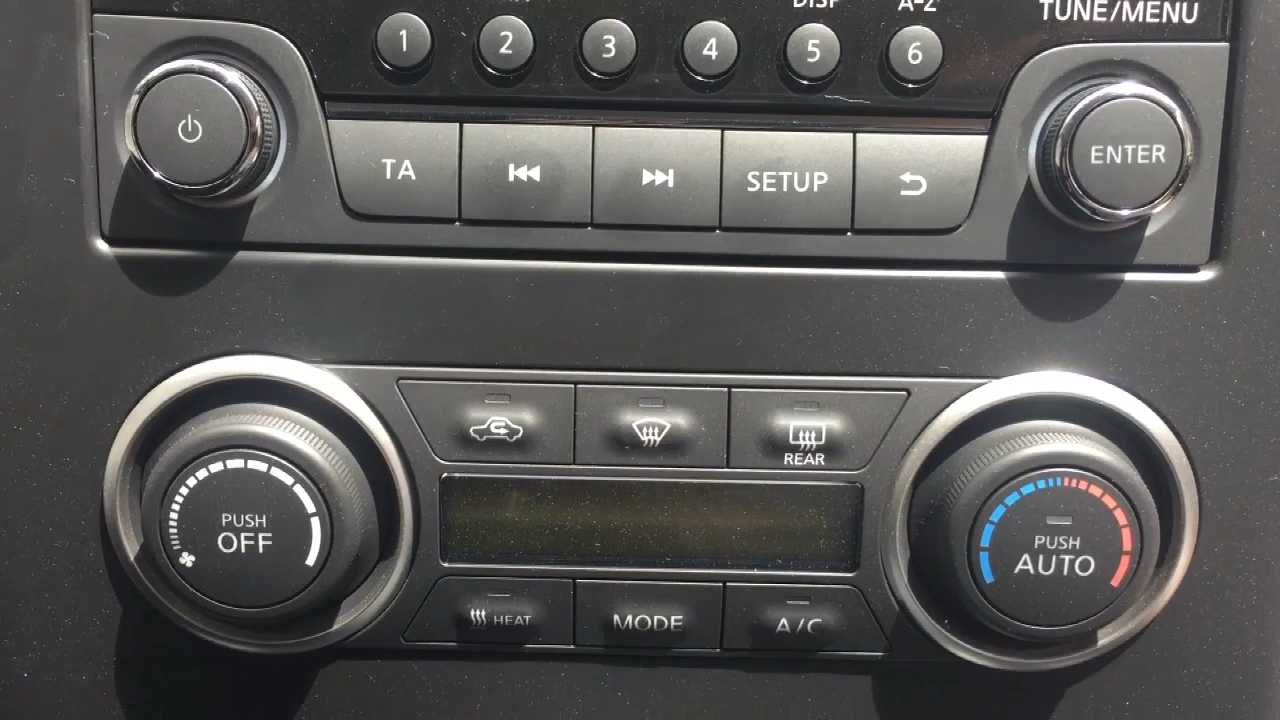 DISP A-Z TUNE/MENU
1 2 3 4 5 6
TA SETUP ENTER
REAR
PUSH
OFF
PUSH
AUTO
HEAT MODE A/C